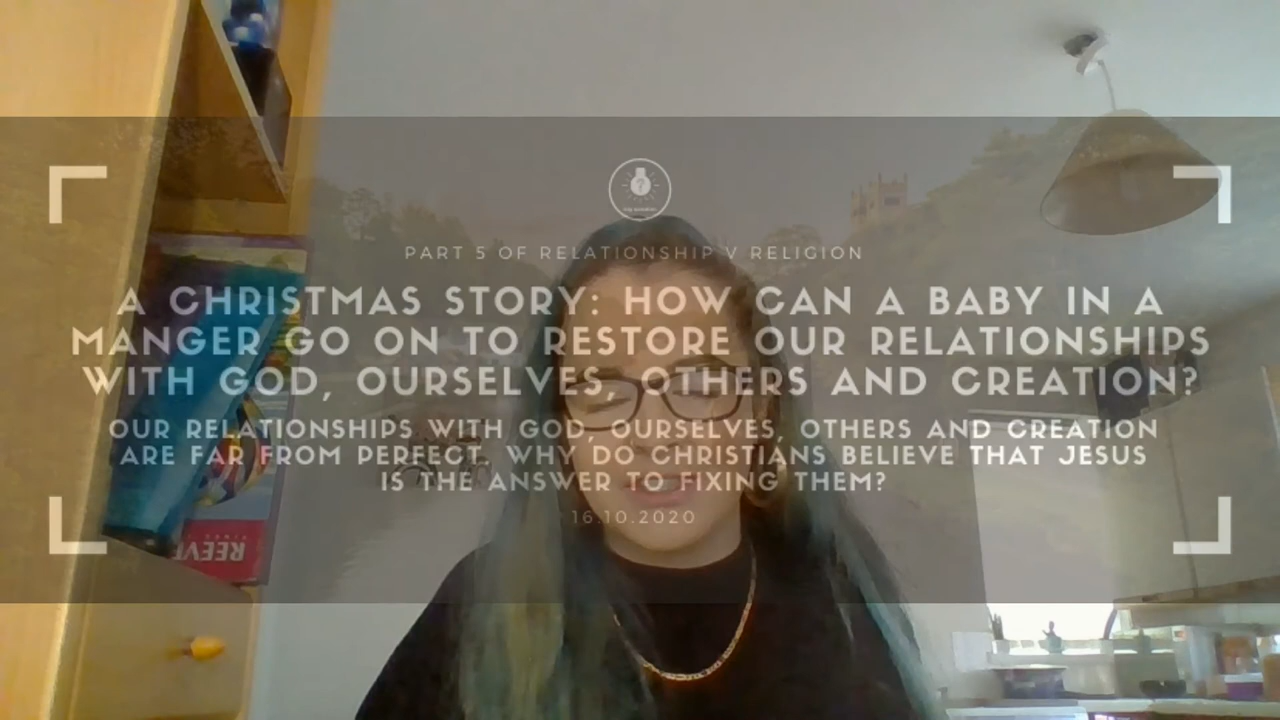 PART 5 OF RELATIONSHIP V RELIGION
A CHRISTMAS STORY: HOW CAN A BABY IN A
MANGER GO ON TO RESTORE OUR RELATIONSHIPS
WITH GOD, OURSELVES, OTHERS AND CREATION?
OUR RELATIONSHIPS WITH GOD, OURSELVES, OTHERS AND CREATION
ARE FAR FROM PERFECT. WHY DO CHRISTIANS BELIEVE THAT JESUS
IS THE ANSWER TO FIXING THEM?
16.10.2020
REEVE